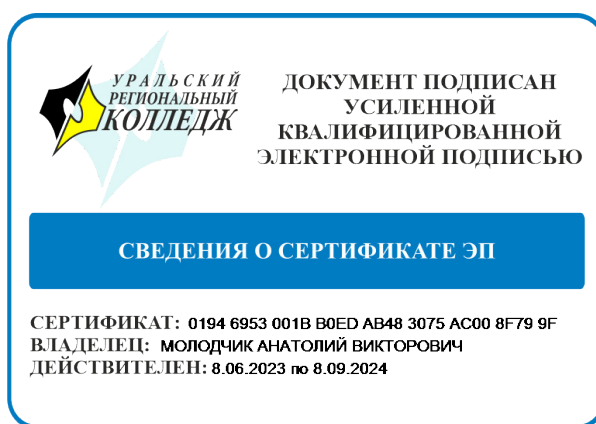 УРАЛЬСКИЙ
РЕГИОНАЛЬНЫЙ
КОЛЛЕДЖ
ДОКУМЕНТ ПОДПИСАН
УСИЛЕННОЙ
КВАЛИФИЦИРОВАННОЙ
ЭЛЕКТРОННОЙ ПОДПИСЬЮ
СВЕДЕНИЯ О СЕРТИФИКАТЕ ЭП
СЕРТИФИКАТ: 0194 6953 001B B0ED AB48 3075 AC00 8F79 9F
ВЛАДЕЛЕЦ: МОЛОДЧИК АНАТОЛИЙ ВИКТОРОВИЧ
ДЕЙСТВИТЕЛЕН: 8.06.2023 по 8.09.2024